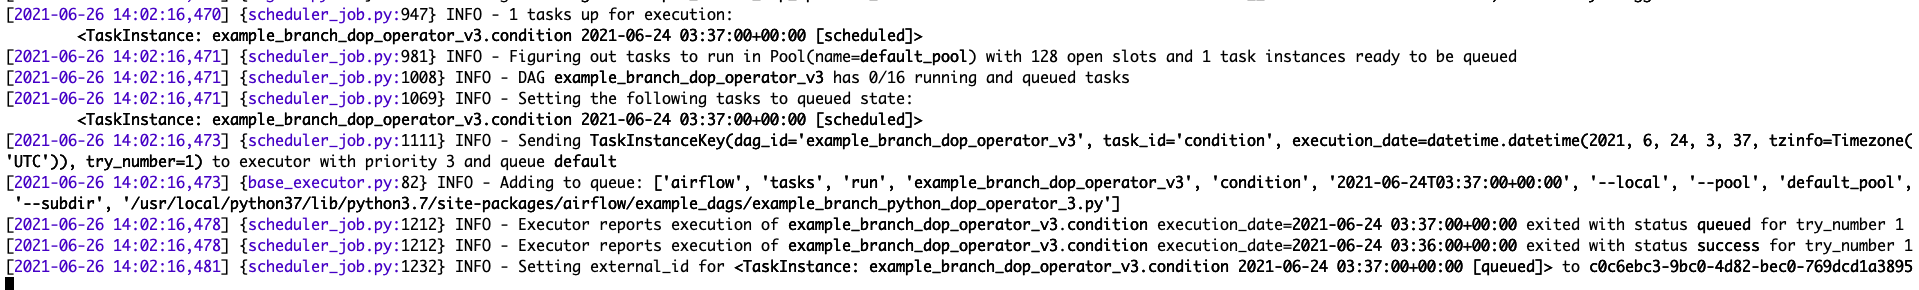 [2021-06-26 14:02:16,470] {scheduler_job.py:947} INFO - 1 tasks up for execution:
<TaskInstance: example_branch_dop_operator_v3.condition 2021-06-24 03:37:00+00:00 [scheduled]>
[2021-06-26 14:02:16,471] {scheduler_job.py:981} INFO - Figuring out tasks to run in Pool(name=default_pool) with 128 open slots and 1 task instances ready to be queued
[2021-06-26 14:02:16,471] {scheduler_job.py:1008} INFO - DAG example_branch_dop_operator_v3 has 0/16 running and queued tasks
[2021-06-26 14:02:16,471] {scheduler_job.py:1069} INFO - Setting the following tasks to queued state:
<TaskInstance: example_branch_dop_operator_v3.condition 2021-06-24 03:37:00+00:00 [scheduled]>
[2021-06-26 14:02:16,473] {scheduler_job.py:1111} INFO - Sending TaskInstanceKey(dag_id='example_branch_dop_operator_v3', task_id='condition', execution_date=datetime.datetime(2021, 6, 24, 3, 37, tzinfo=Timezone(
'UTC')), try_number=1) to executor with priority 3 and queue default
[2021-06-26 14:02:16,473] {base_executor.py:82} INFO - Adding to queue: ['airflow', 'tasks', 'run', 'example_branch_dop_operator_v3', 'condition', '2021-06-24T03:37:00+00:00', '--local', '--pool', 'default_pool',
'--subdir', '/usr/local/python37/lib/python3.7/site-packages/airflow/example_dags/example_branch_python_dop_operator_3.py']
[2021-06-26 14:02:16,478] {scheduler_job.py:1212} INFO - Executor reports execution of example_branch_dop_operator_v3.condition execution_date=2021-06-24 03:37:00+00:00 exited with status queued for try_number 1
[2021-06-26 14:02:16,478] {scheduler_job.py:1212} INFO - Executor reports execution of example_branch_dop_operator_v3.condition execution_date=2021-06-24 03:36:00+00:00 exited with status success for try_number 1
[2021-06-26 14:02:16,481] {scheduler_job.py:1232} INFO - Setting external_id for <TaskInstance: example_branch_dop_operator_v3.condition 2021-06-24 03:37:00+00:00 [queued]> to c0c6ebc3-9bc0-4d82-bec0-769dcd1a3895